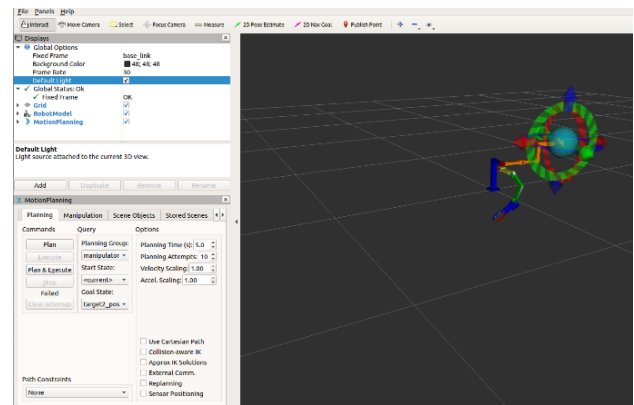 File Panels Help
Interact Move Camera Select Focus Camera Measure 2D Pose Estimate 2D Nav Goal Publish Point
Displays
Global Options
Fixed Frame base_link
Background Color 48; 48; 48
Frame Rate 30
Default Light
Global Status: Ok
Fixed Frame OK
Grid
RobotModel
MotionPlanning
Default Light
Light source attached to the current 3D view.
Add Duplicate Remove Rename
MotionPlanning
Planning Manipulation Scene Objects Stored Scenes
Commands Query Options
Plan Planning Group: Planning Time (s): 5.0
Execute manipulator Planning Attempts: 10
Plan & Execute Start State: Velocity Scaling: 1.00
Stop <current> Accel. Scaling: 1.00
Failed Goal State:
Clear octomap target2_pos
Use Cartesian Path
Collision-aware IK
Approx IK Solutions
External Comm.
Path Constraints Replanning
None Sensor Positioning